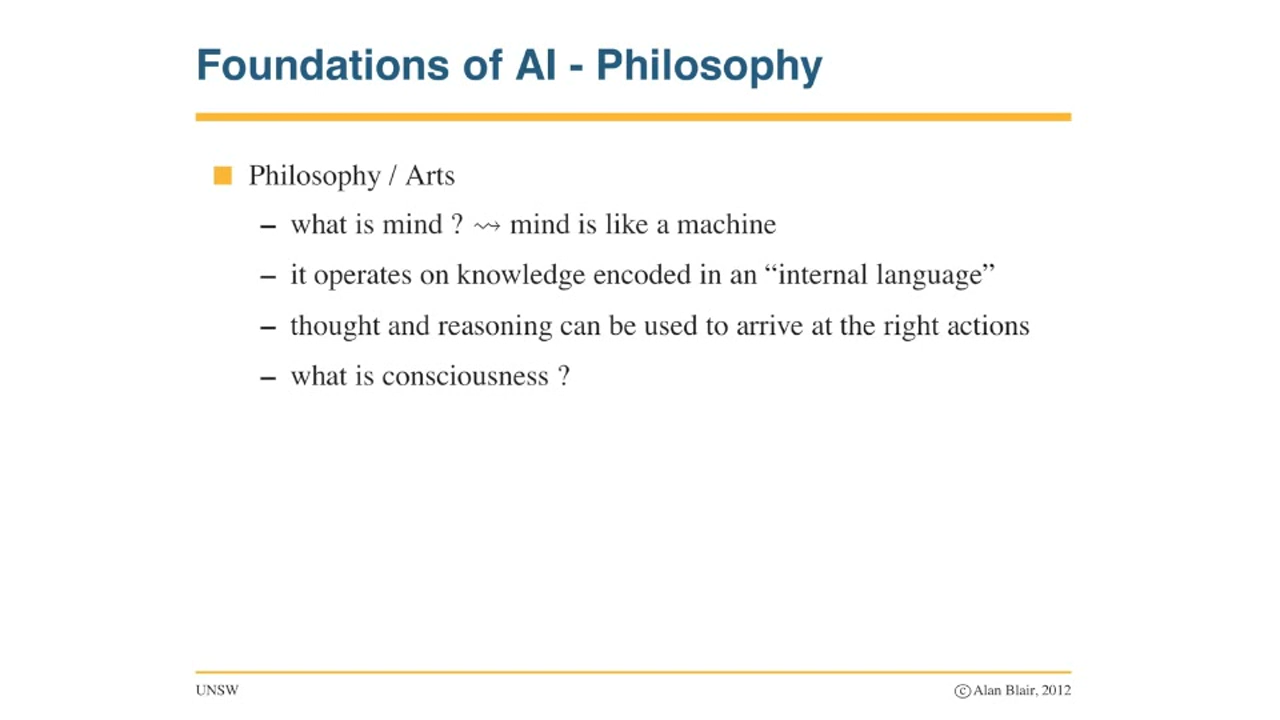 Foundations of AI - Philosophy
■ Philosophy / Arts
– what is mind ? ⇝ mind is like a machine
– it operates on knowledge encoded in an “internal language”
– thought and reasoning can be used to arrive at the right actions
– what is consciousness ?
UNSW
©Alan Blair, 2012